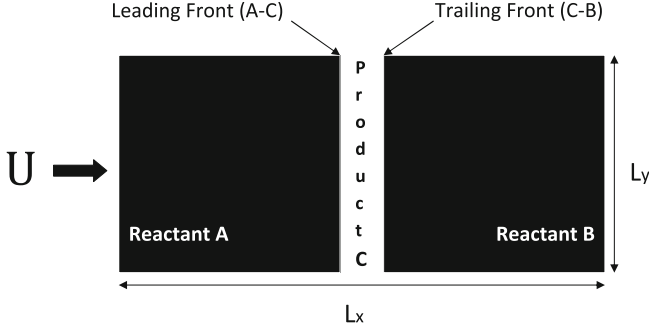 Leading Front (A-C)
Trailing Front (C-B)
P
r
o
d
u
c
t
C
U
Reactant A
Reactant B
Ly
Lx